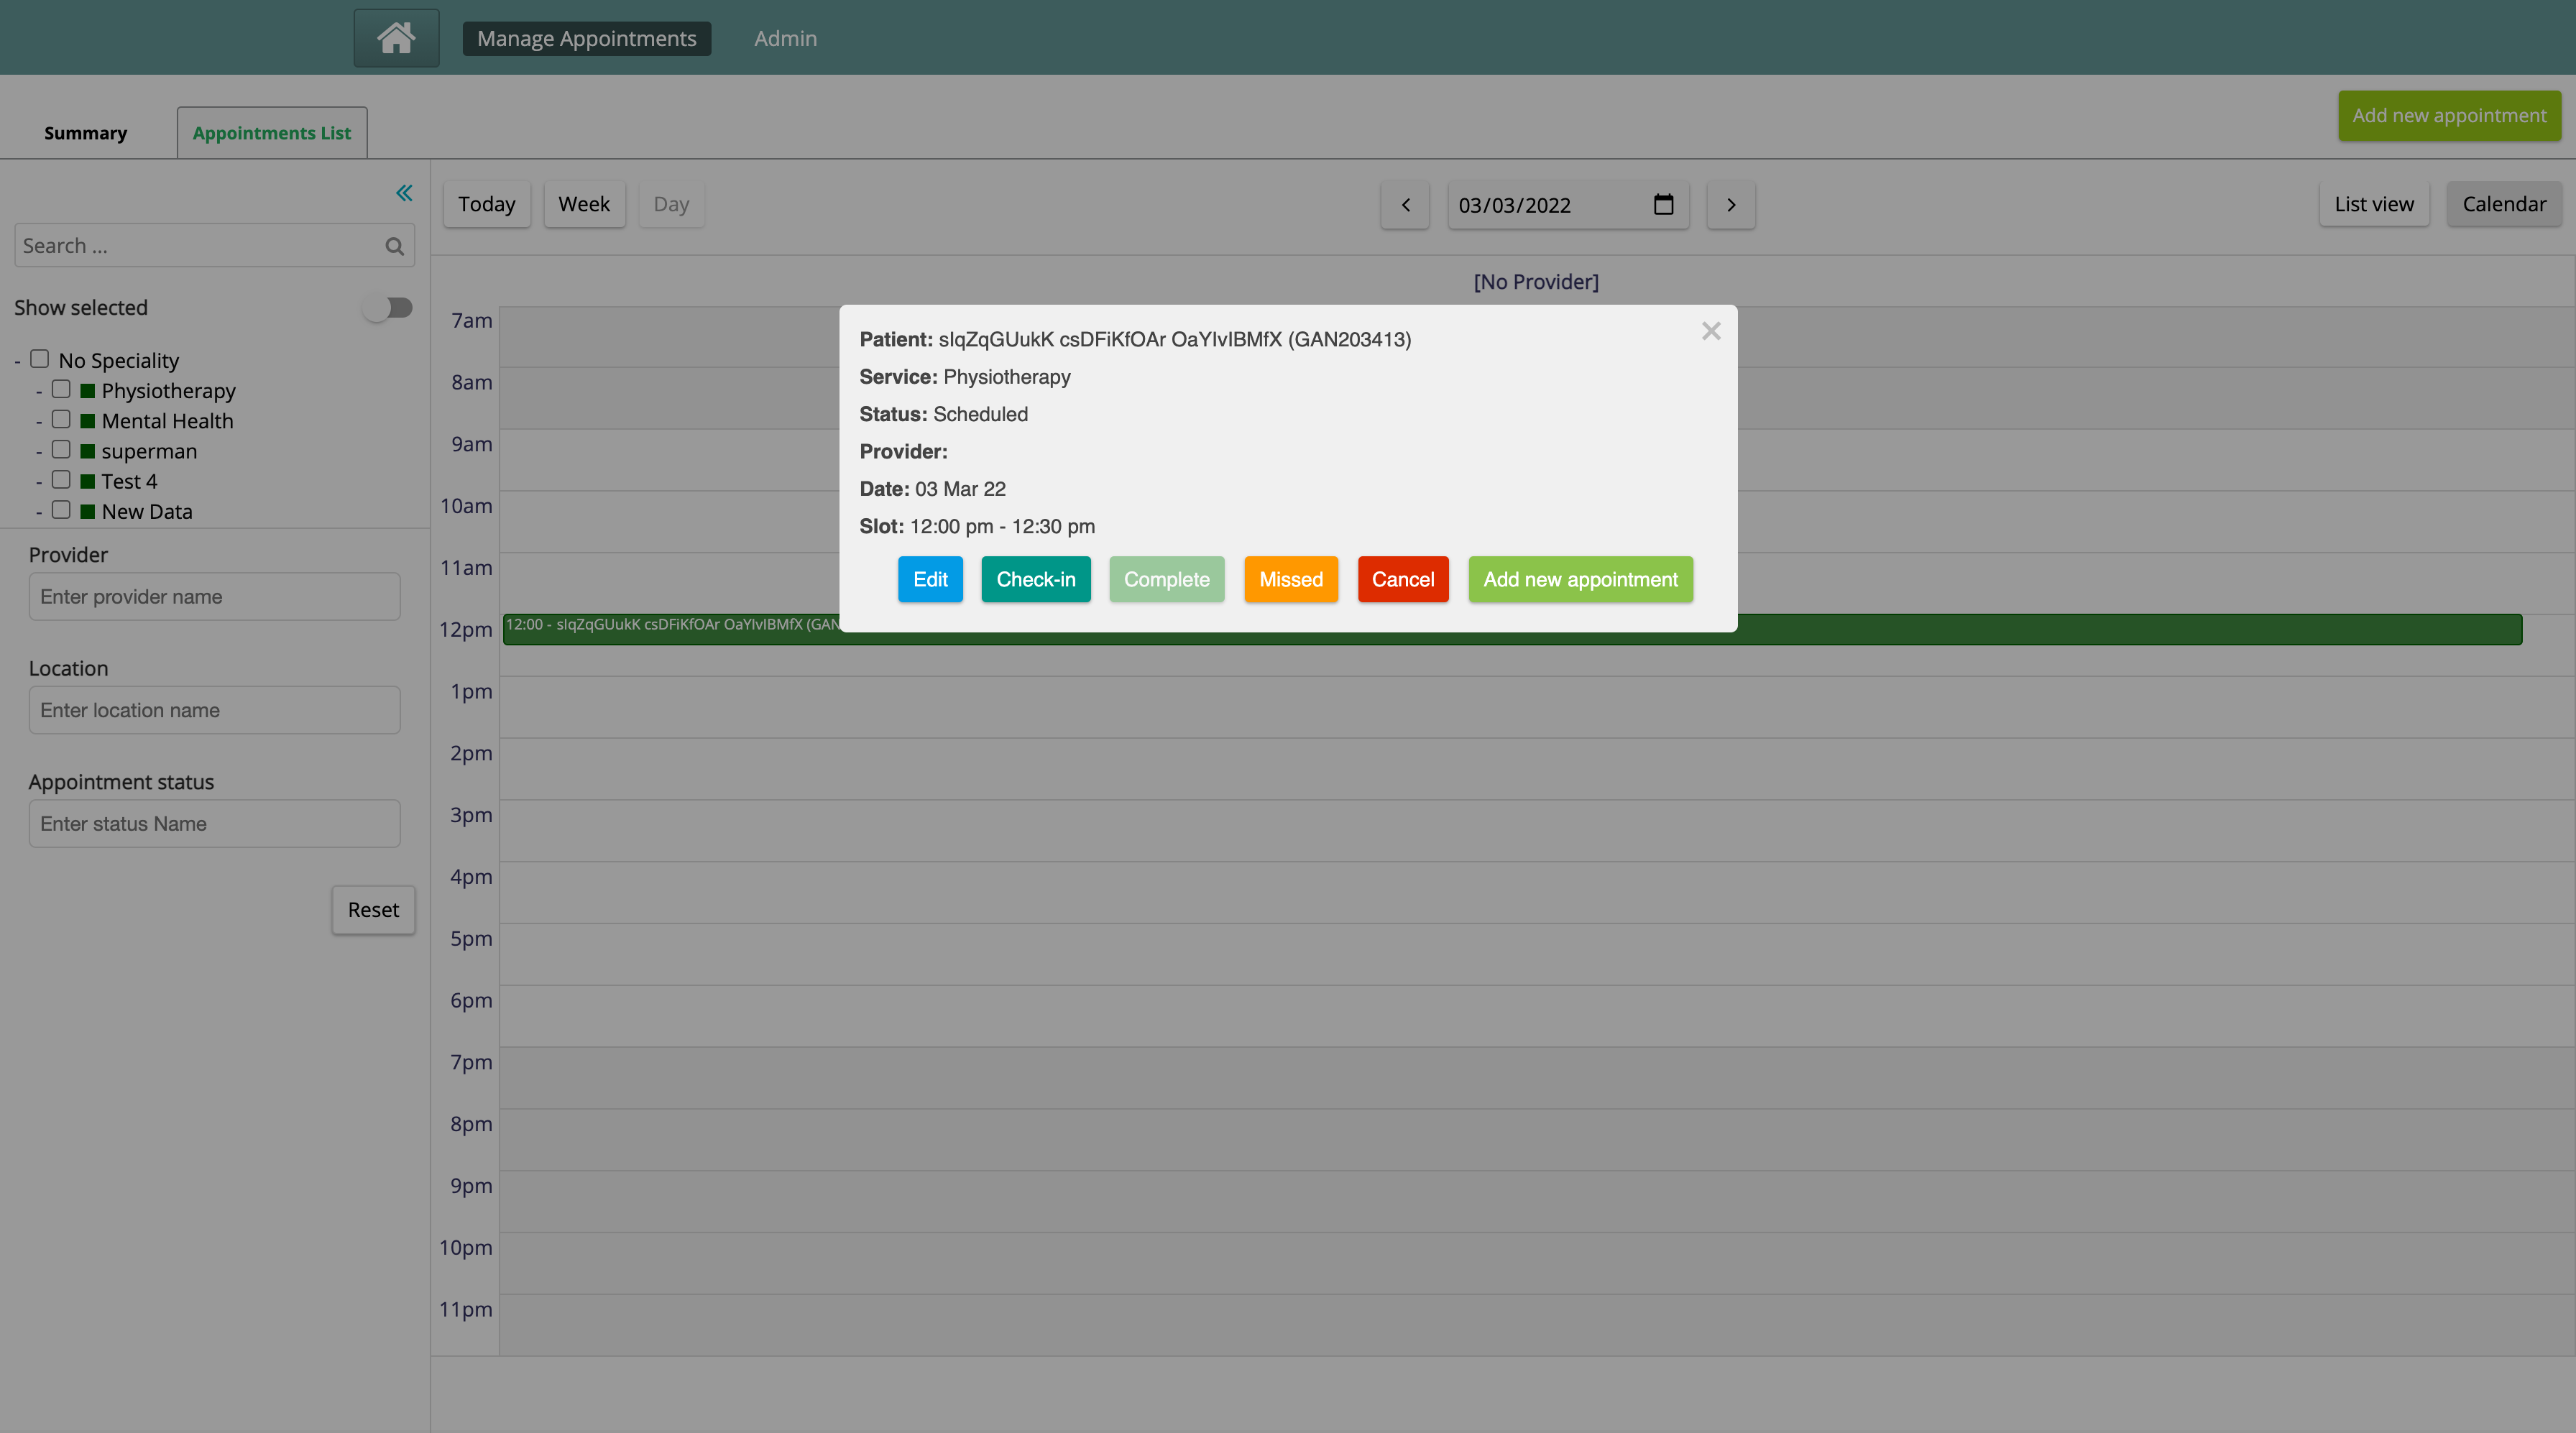 Manage Appointments Admin
Summary Appointments List Add new appointment
Today Week Day 03/03/2022 List view Calendar
Search ...
Show selected
- No Speciality
- Physiotherapy
- Mental Health
- superman
- Test 4
- New Data
Provider
Enter provider name
Location
Enter location name
Appointment status
Enter status Name
Reset
[No Provider]
7am
8am
9am
10am
11am
12pm 12:00 - sIqZqGUukK csDFiKfOAr OaYIvIBMfX (GAN
1pm
2pm
3pm
4pm
5pm
6pm
7pm
8pm
9pm
10pm
11pm
Patient: sIqZqGUukK csDFiKfOAr OaYIvIBMfX (GAN203413)
Service: Physiotherapy
Status: Scheduled
Provider:
Date: 03 Mar 22
Slot: 12:00 pm - 12:30 pm
Edit Check-in Complete Missed Cancel Add new appointment